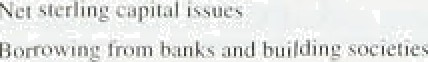 Net sterling capital issues
Borrowing from banks and building societies